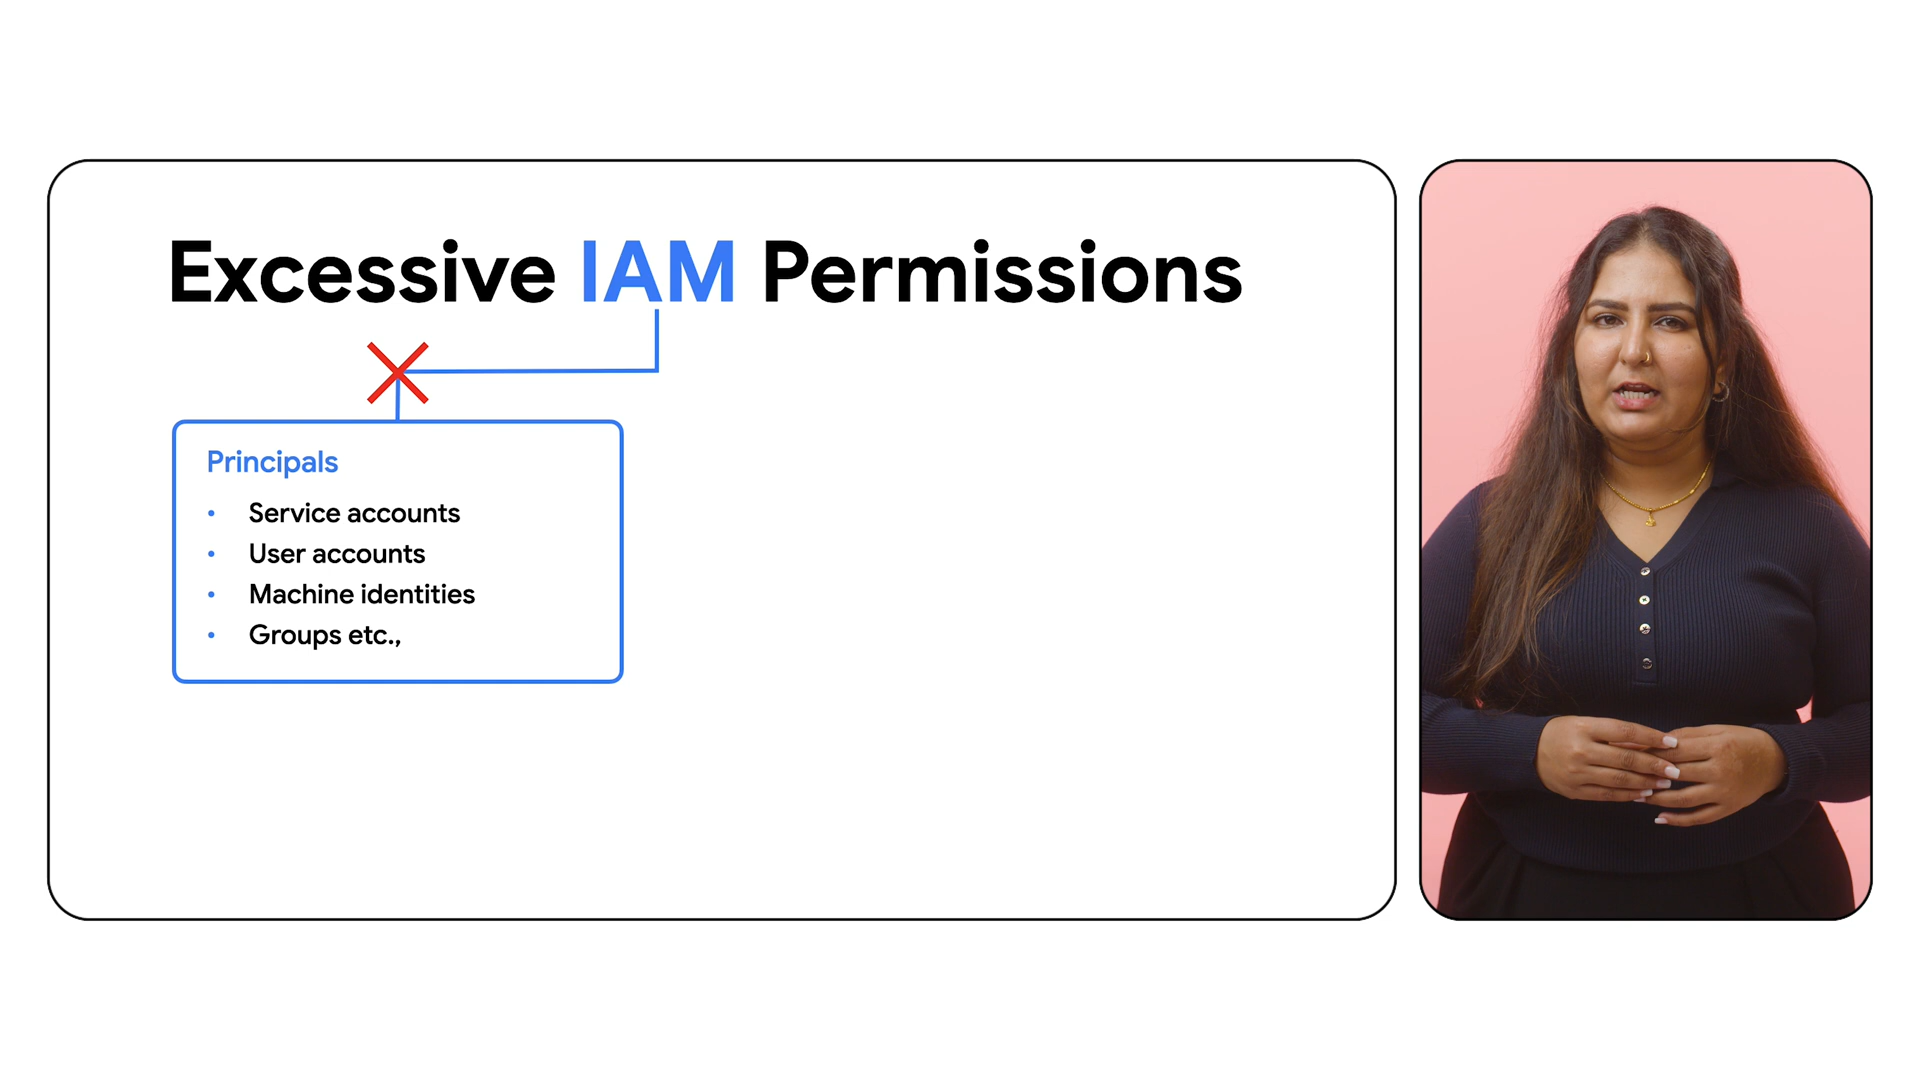 Excessive IAM Permissions
Principals
• Service accounts
• User accounts
• Machine identities
• Groups etc.,